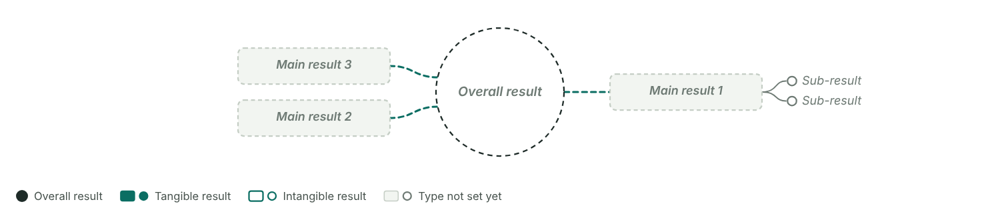 Main result 3
Main result 2
Overall result
Main result 1
Sub-result
Sub-result
Overall result
Tangible result
Intangible result
Type not set yet